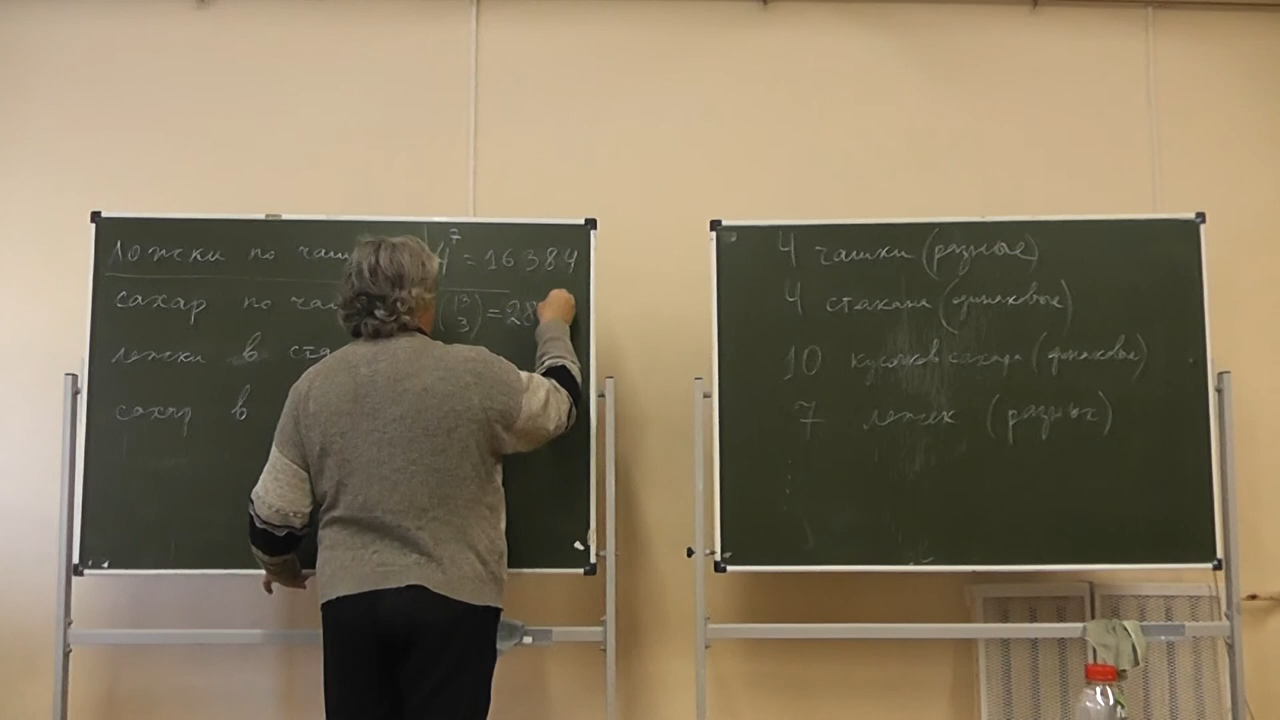 Ложки по чаш 4⁷ = 16384
сахар по ча (13 3) = 28
ложки в ста
сахар в
4 чашки (разные)
4 стакана (одинаковые)
10 кусочков сахара (одинаковые)
7 ложек (разных)